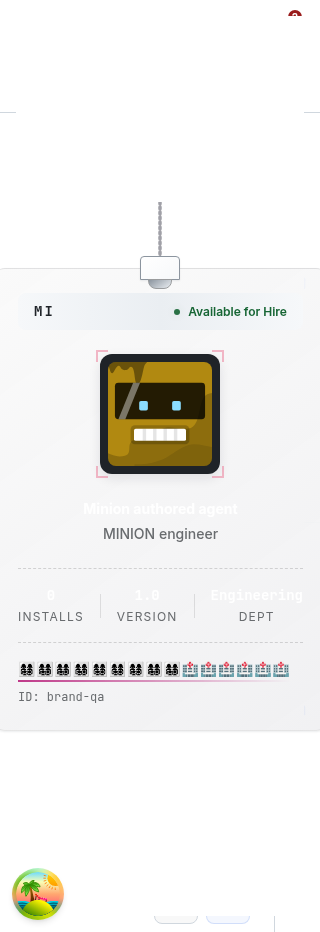 MI
Available for Hire
Minion authored agent
MINION engineer
0 1.0 Engineering
INSTALLS VERSION DEPT
ID: brand-qa